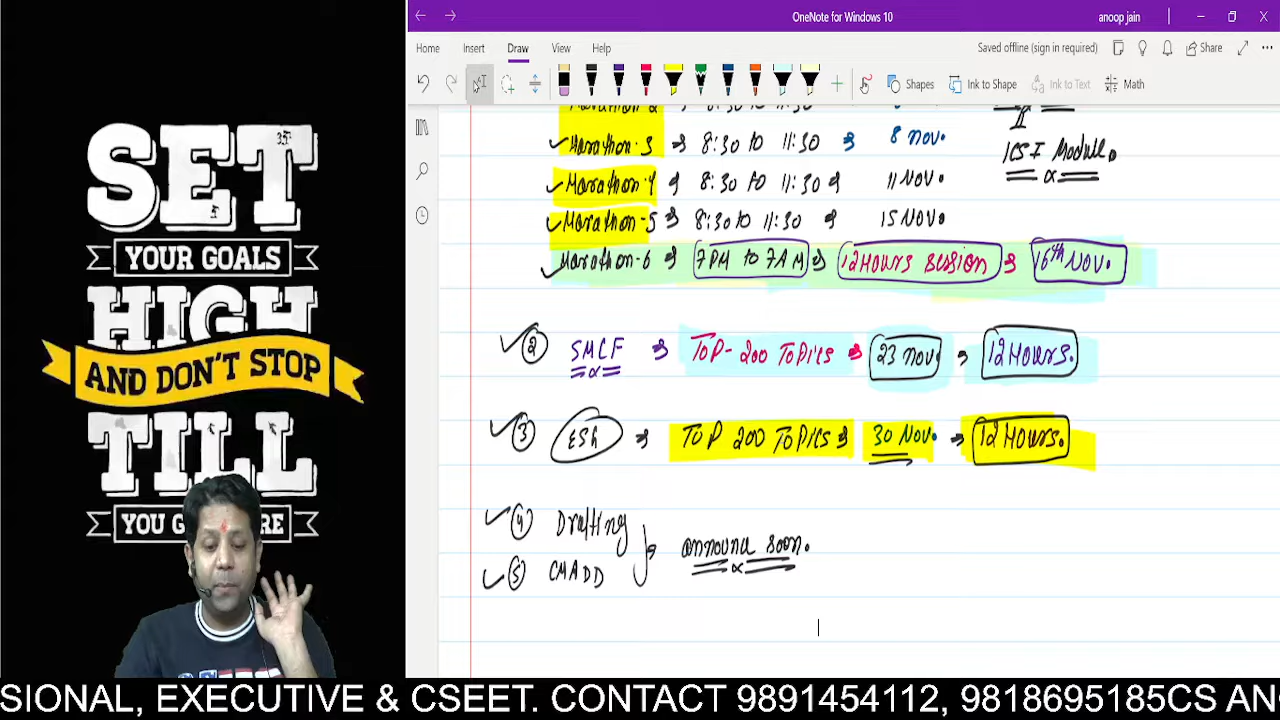 SET
YOUR GOALS
HIGH
AND DON'T STOP
TILL
YOU G RE
OneNote for Windows 10
anoop jain
Home Insert Draw View Help
Saved offline (sign in required)
Share
Shapes Ink to Shape Ink to Text Math
Marathon-3 ⇒ 8:30 to 11:30 ⇒ 8 Nov.
ICSI Module.
Marathon-4 ⇒ 8:30 to 11:30 ⇒ 11 Nov.
Marathon-5 ⇒ 8:30 to 11:30 ⇒ 15 Nov.
Marathon-6 ⇒ 7PM to 7AM ⇒ 12Hours Session ⇒ 16th Nov.
✓ ② SMCF ⇒ TOP-200 TOPICS ⇒ 23 Nov. ⇒ 12 Hours.
✓ ③ ESh ⇒ TOP 200 TOPICS ⇒ 30 Nov. ⇒ 12 Hours.
✓ ④ Drafting
announce soon.
✓ ⑤ CMADD
SIONAL, EXECUTIVE & CSEET. CONTACT 9891454112, 9818695185CS AN